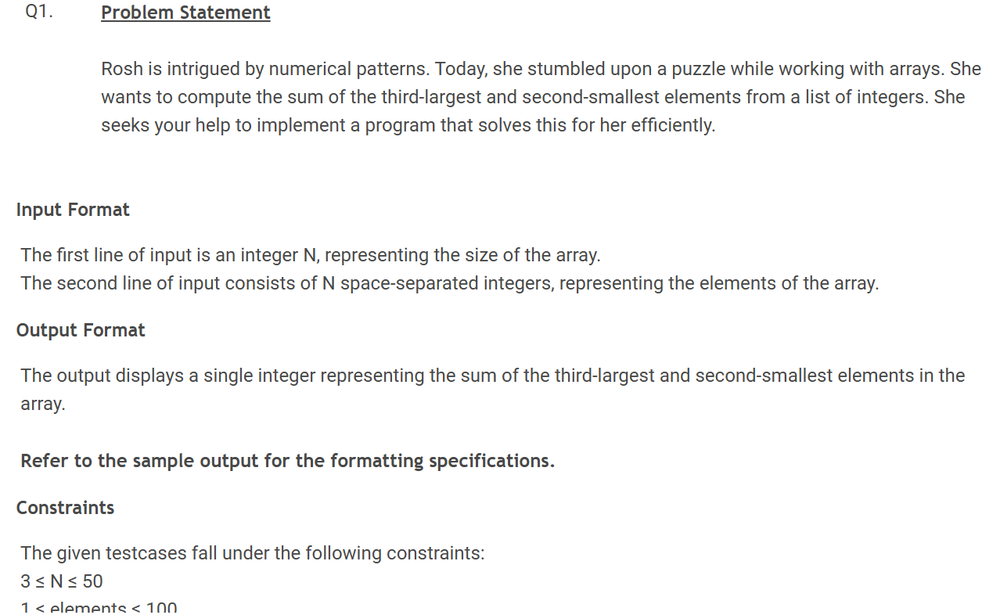 Q1. Problem Statement
Rosh is intrigued by numerical patterns. Today, she stumbled upon a puzzle while working with arrays. She
wants to compute the sum of the third-largest and second-smallest elements from a list of integers. She
seeks your help to implement a program that solves this for her efficiently.
Input Format
The first line of input is an integer N, representing the size of the array.
The second line of input consists of N space-separated integers, representing the elements of the array.
Output Format
The output displays a single integer representing the sum of the third-largest and second-smallest elements in the
array.
Refer to the sample output for the formatting specifications.
Constraints
The given testcases fall under the following constraints:
3 ≤ N ≤ 50
1 ≤ elements ≤ 100